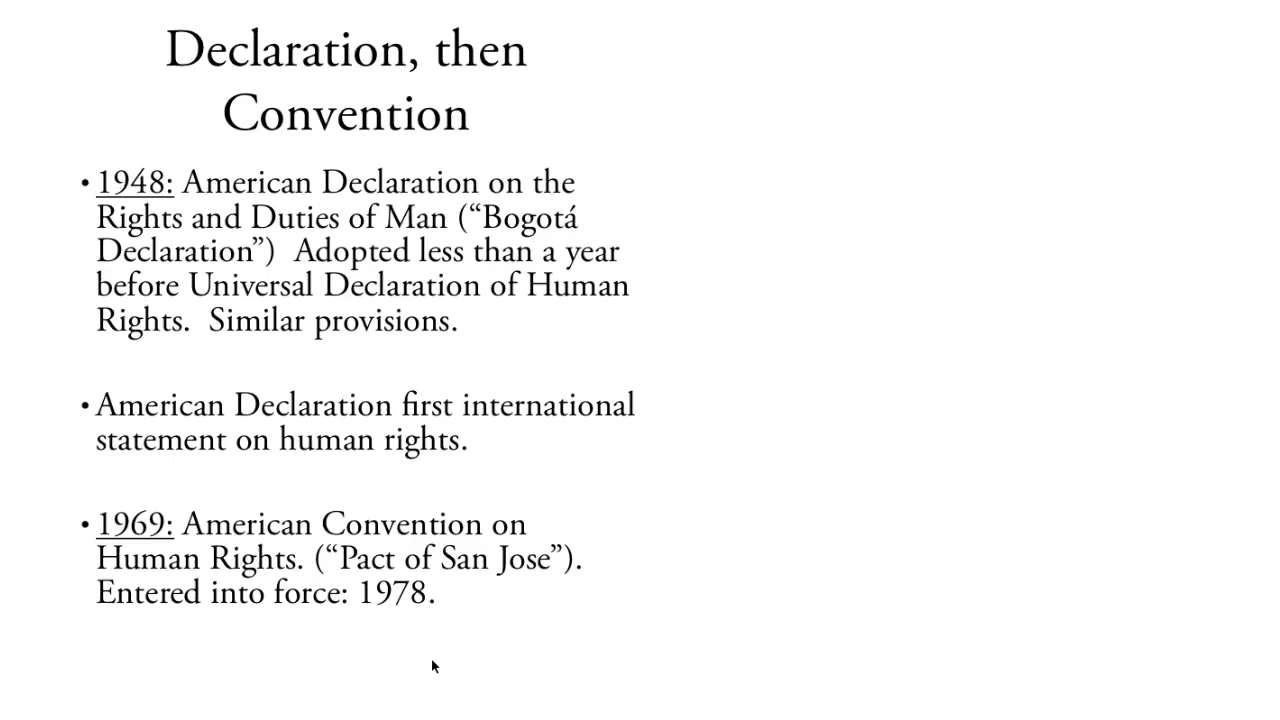 Declaration, then
Convention
• 1948: American Declaration on the
Rights and Duties of Man (“Bogotá
Declaration”)  Adopted less than a year
before Universal Declaration of Human
Rights.  Similar provisions.
• American Declaration first international
statement on human rights.
• 1969: American Convention on
Human Rights. (“Pact of San Jose”).
Entered into force: 1978.